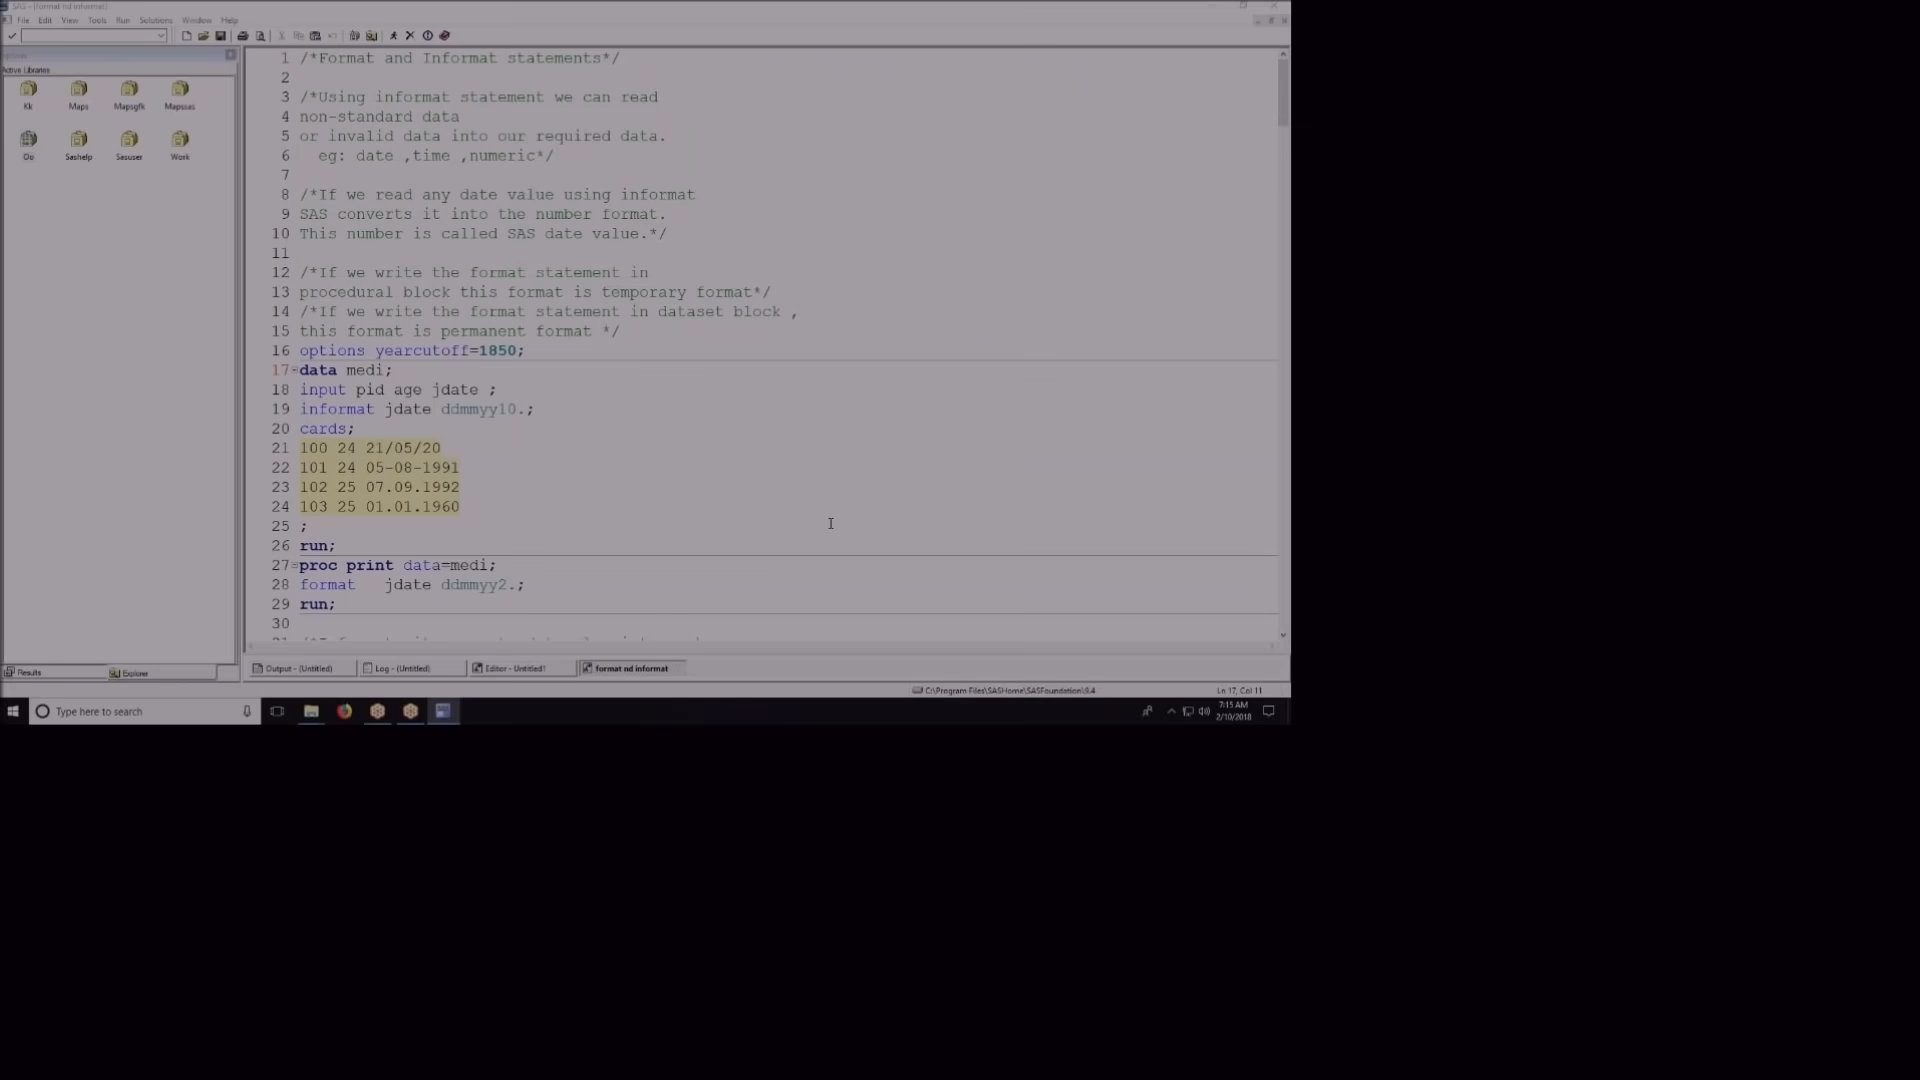 SAS - [format nd informat]
File Edit View Tools Run Solutions Window Help
Active Libraries
Kk Maps Mapsgfk Mapssas
Oo Sashelp Sasuser Work
1 /*Format and Informat statements*/
2
3 /*Using informat statement we can read
4 non-standard data
5 or invalid data into our required data.
6 eg: date ,time ,numeric*/
7
8 /*If we read any date value using informat
9 SAS converts it into the number format.
10 This number is called SAS date value.*/
11
12 /*If we write the format statement in
13 procedural block this format is temporary format*/
14 /*If we write the format statement in dataset block ,
15 this format is permanent format */
16 options yearcutoff=1850;
17 data medi;
18 input pid age jdate ;
19 informat jdate ddmmyy10.;
20 cards;
21 100 24 21/05/20
22 101 24 05-08-1991
23 102 25 07.09.1992
24 103 25 01.01.1960
25 ;
26 run;
27 proc print data=medi;
28 format jdate ddmmyy2.;
29 run;
30
Results Explorer
Output - (Untitled) Log - (Untitled) Editor - Untitled1 format nd informat
C:\Program Files\SASHome\SASFoundation\9.4 Ln 17, Col 11
Type here to search
7:15 AM
2/10/2018